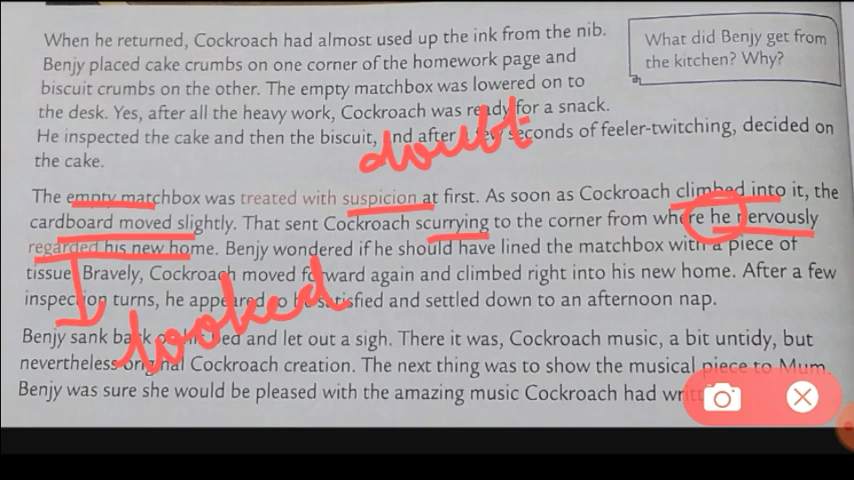 When he returned, Cockroach had almost used up the ink from the nib.
Benjy placed cake crumbs on one corner of the homework page and
biscuit crumbs on the other. The empty matchbox was lowered on to
the desk. Yes, after all the heavy work, Cockroach was ready for a snack.
He inspected the cake and then the biscuit, and after a few seconds of feeler-twitching, decided on
the cake.
What did Benjy get from
the kitchen? Why?
doubt
The empty matchbox was treated with suspicion at first. As soon as Cockroach climbed into it, the
cardboard moved slightly. That sent Cockroach scurrying to the corner from where he nervously
regarded his new home. Benjy wondered if he should have lined the matchbox with a piece of
tissue. Bravely, Cockroach moved forward again and climbed right into his new home. After a few
inspection turns, he appeared to be satisfied and settled down to an afternoon nap.
looked
Benjy sank back on his bed and let out a sigh. There it was, Cockroach music, a bit untidy, but
nevertheless original Cockroach creation. The next thing was to show the musical piece to Mum.
Benjy was sure she would be pleased with the amazing music Cockroach had